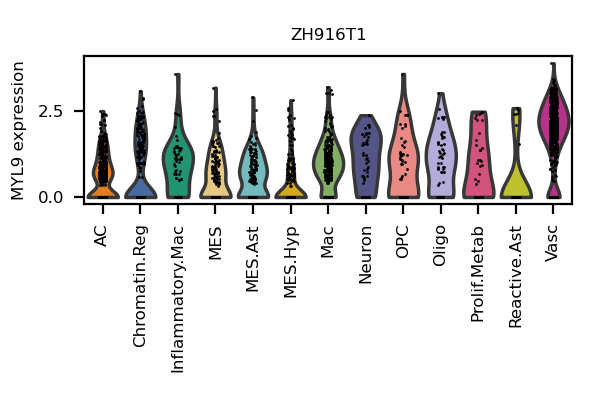 ZH916T1
MYL9 expression
2.5
0.0
AC
Chromatin.Reg
Inflammatory.Mac
MES
MES.Ast
MES.Hyp
Mac
Neuron
OPC
Oligo
Prolif.Metab
Reactive.Ast
Vasc